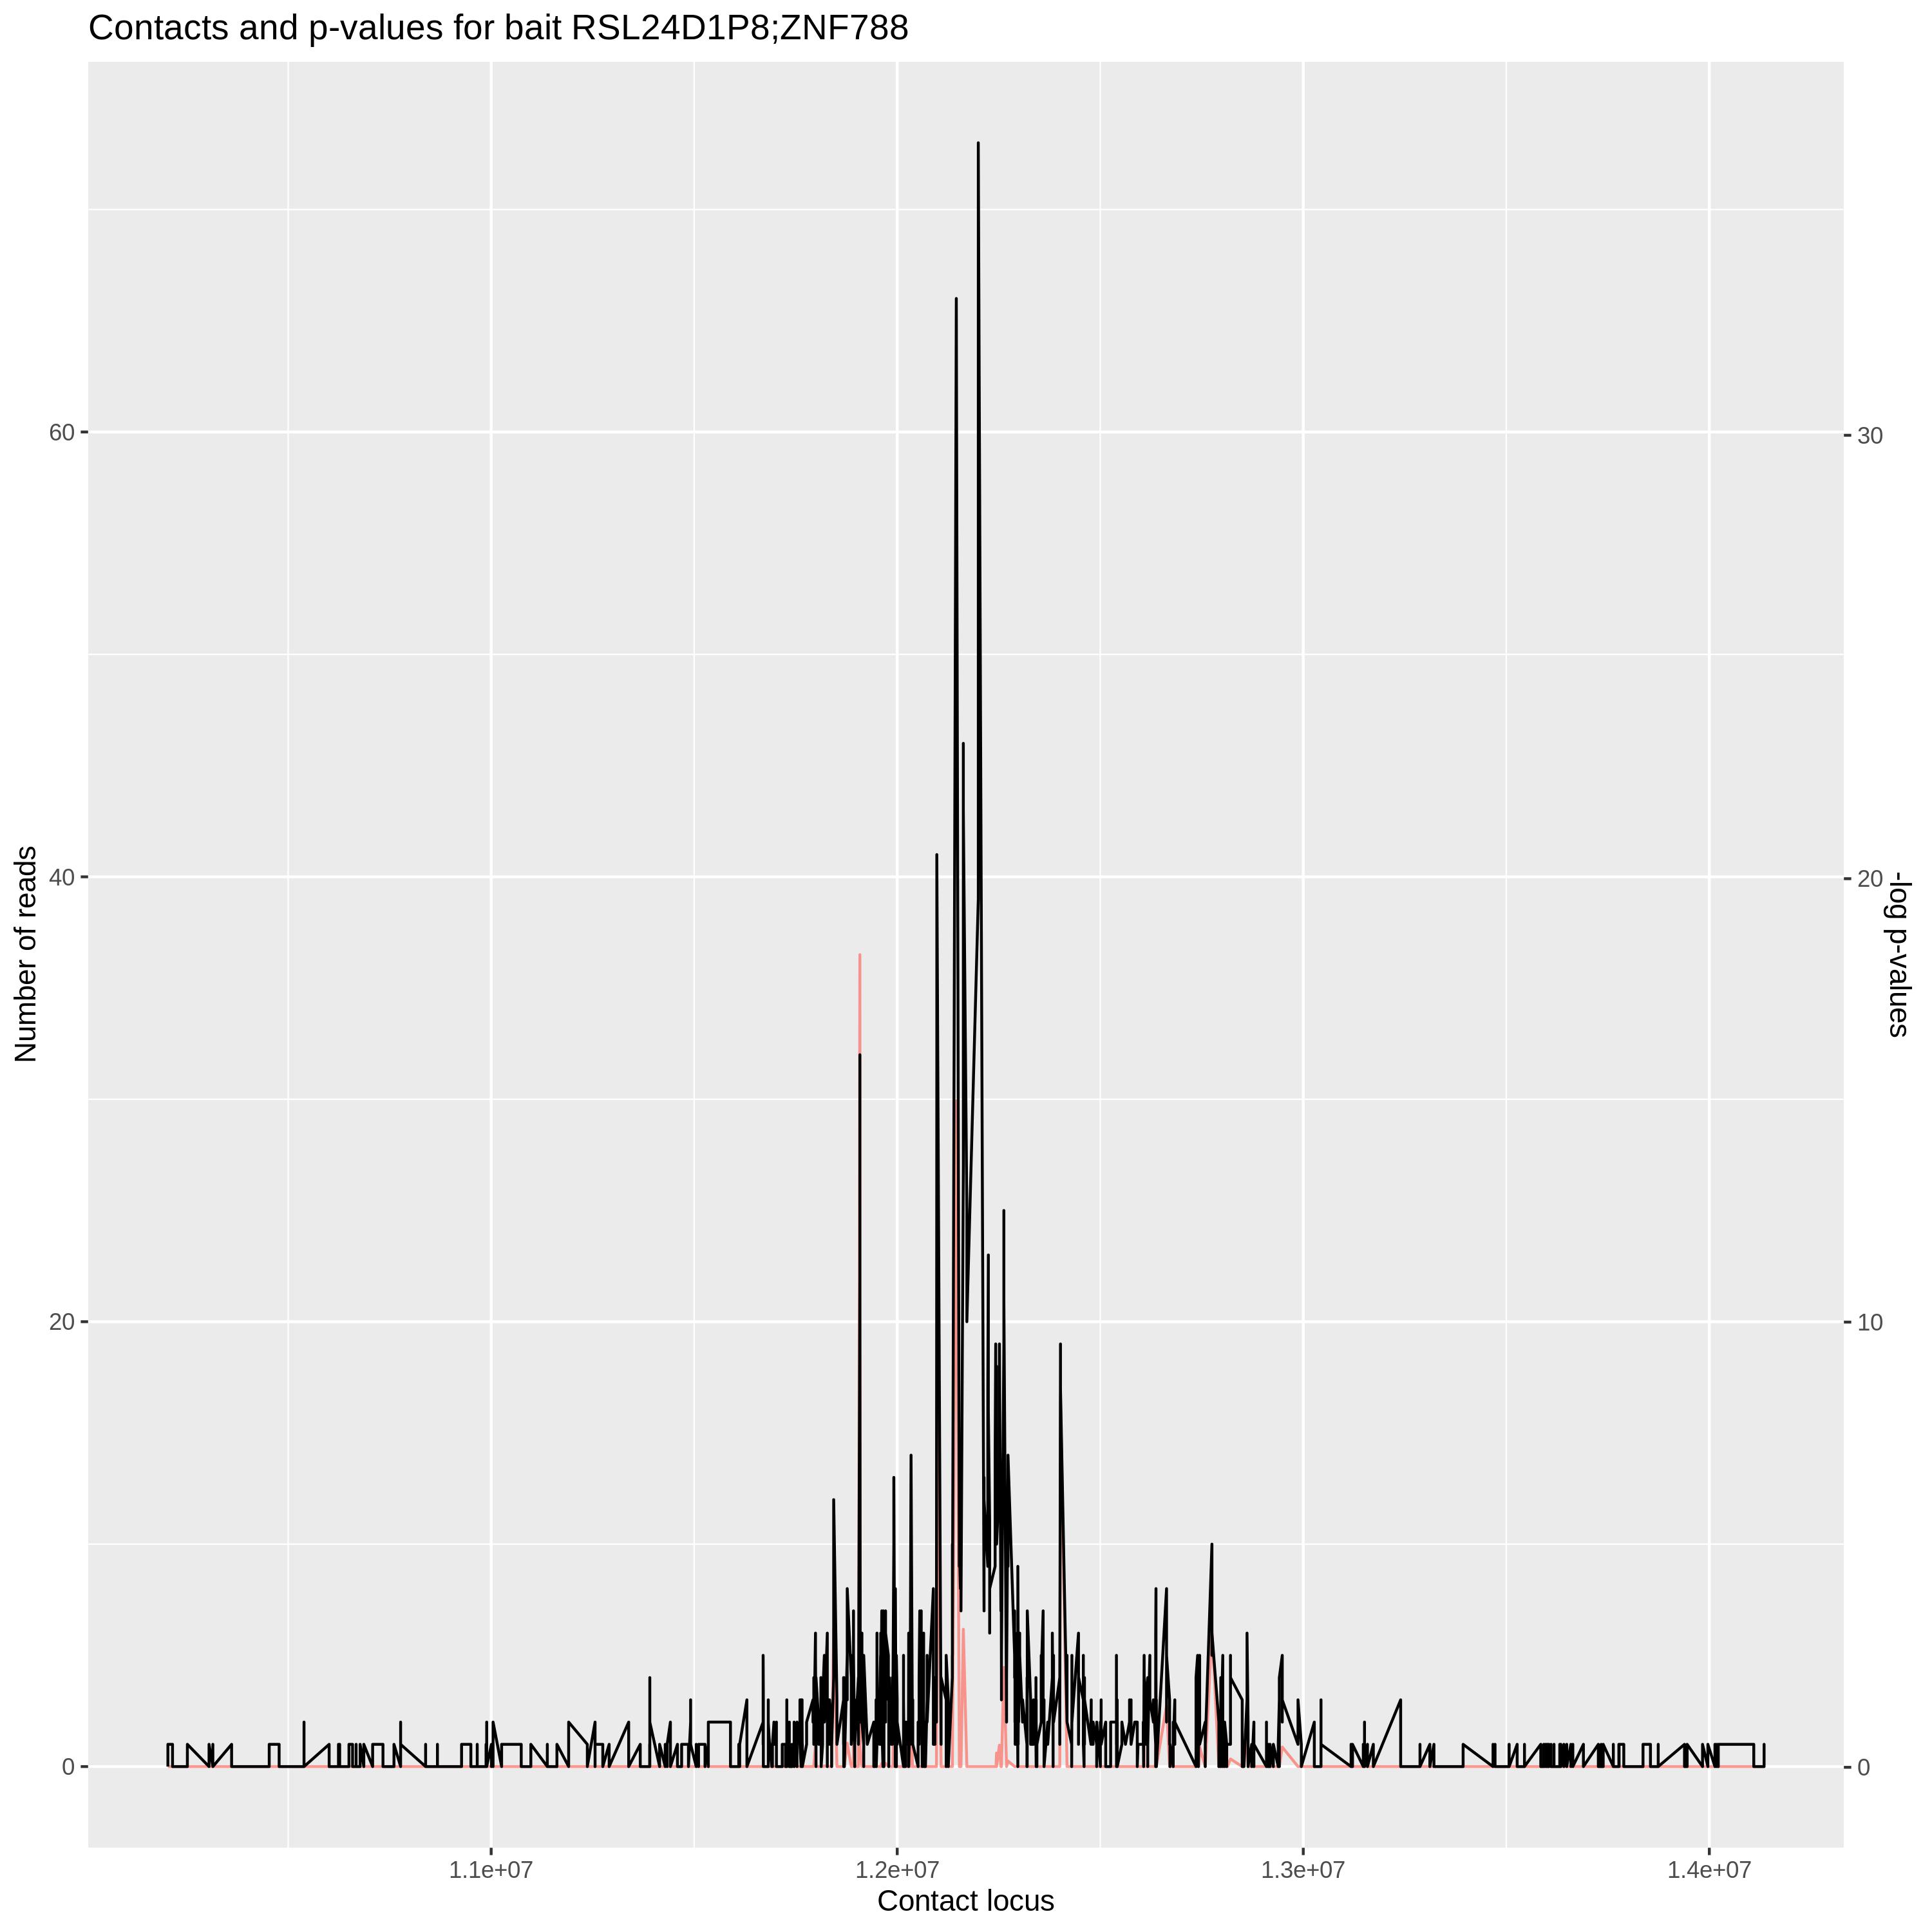 Contacts and p-values for bait RSL24D1P8;ZNF788
Number of reads
60
40
20
0
30
20
10
0
-log p-values
1.1e+07
1.2e+07
1.3e+07
1.4e+07
Contact locus